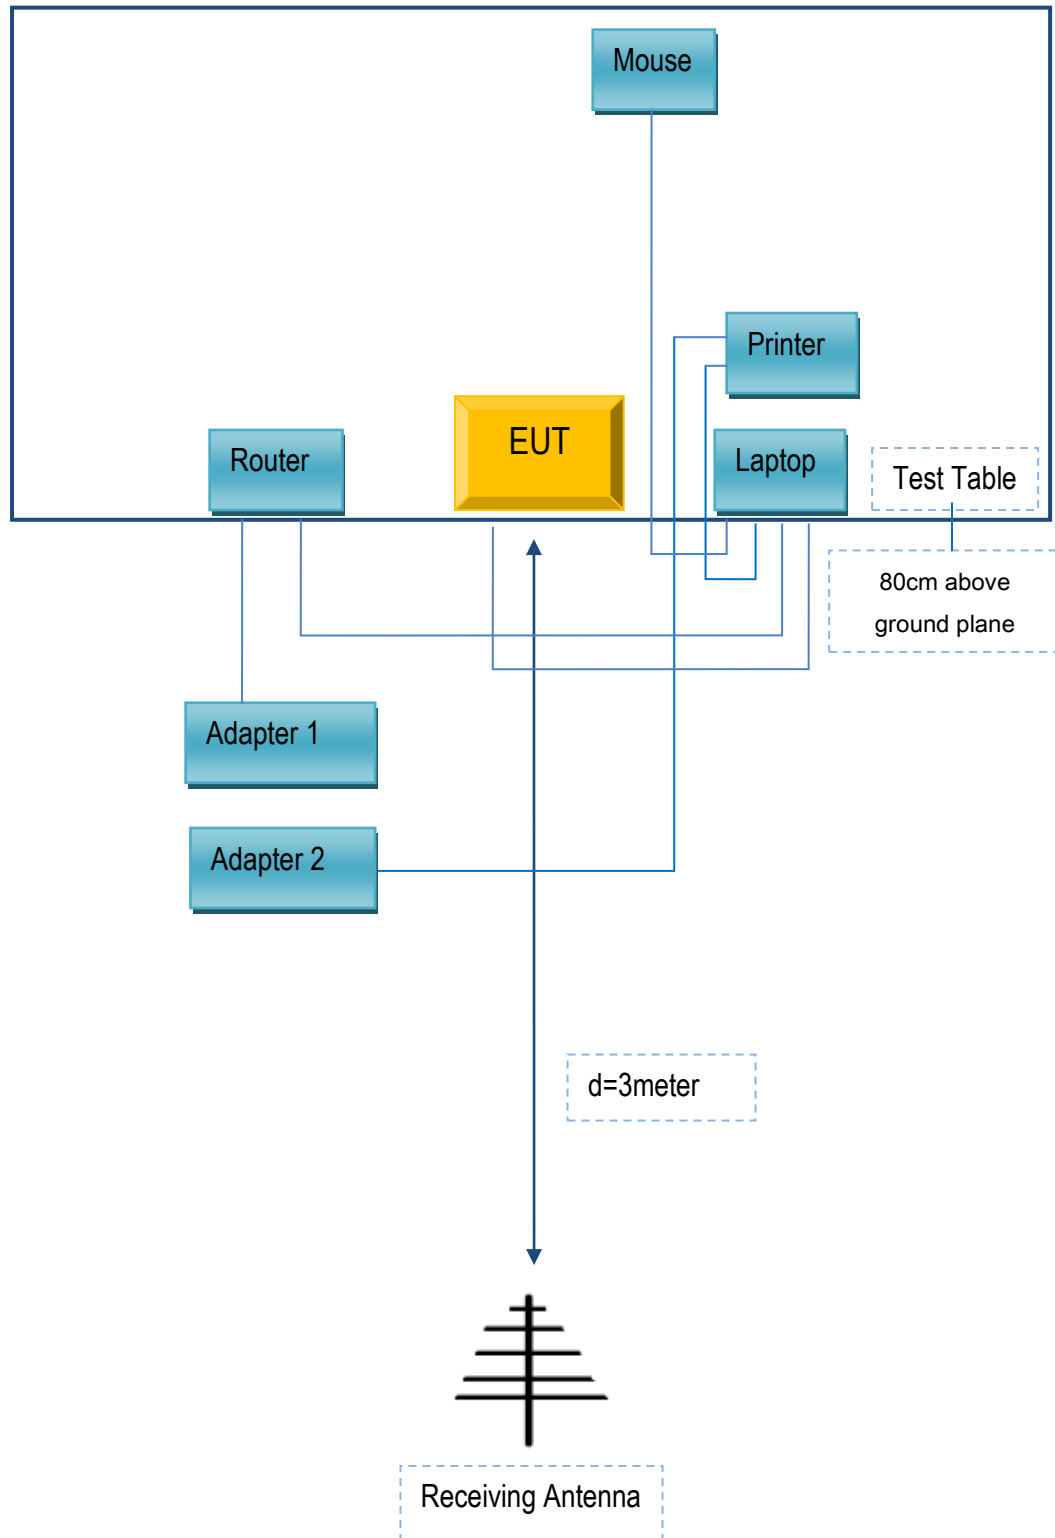 Mouse
Printer
EUT
Router
Laptop
Test Table
80cm above
ground plane
Adapter 1
Adapter 2
d=3meter
Receiving Antenna